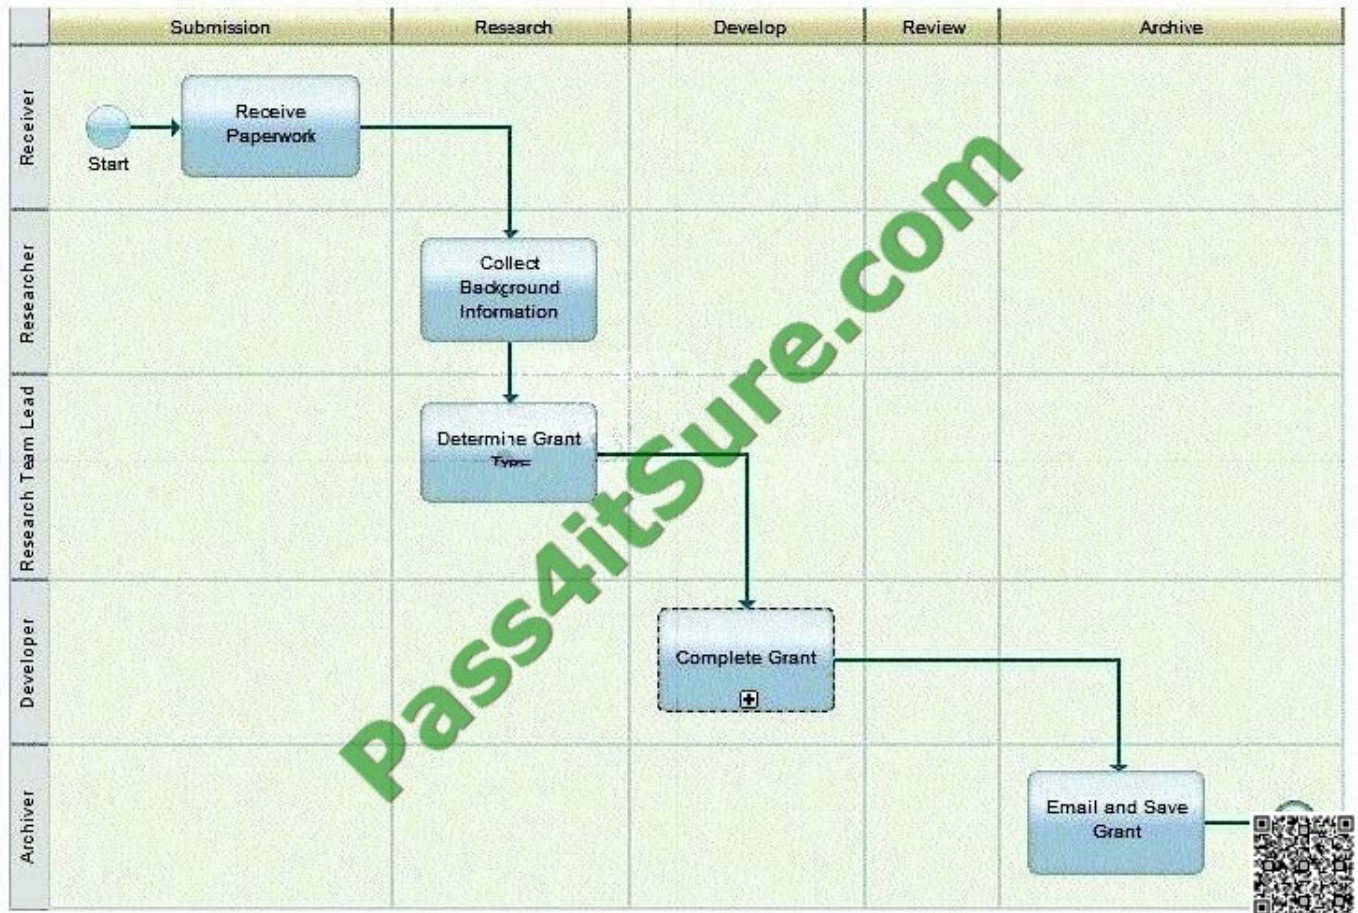 Submission
Research
Develop
Review
Archive
Receiver
Start
Receive
Paperwork
Researcher
Collect
Background
Information
Research Team Lead
Determine Grant
Type
Developer
Complete Grant
Archiver
Email and Save
Grant
Pass4itSure.com